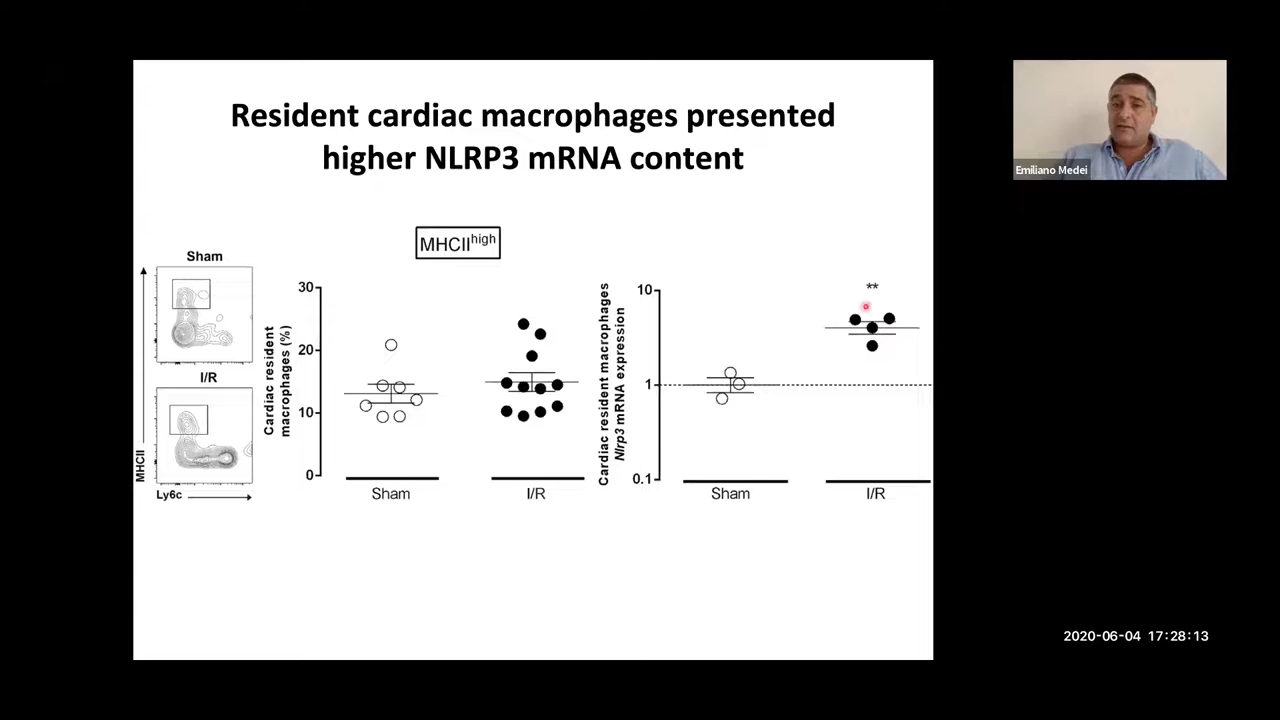 Resident cardiac macrophages presented
higher NLRP3 mRNA content
Emiliano Medei
MHCII^high
Sham
I/R
MHCII
Ly6c
Cardiac resident
macrophages (%)
30
20
10
0
Sham
I/R
Cardiac resident macrophages
Nlrp3 mRNA expression
10
1
0.1
**
Sham
I/R
2020-06-04 17:28:13